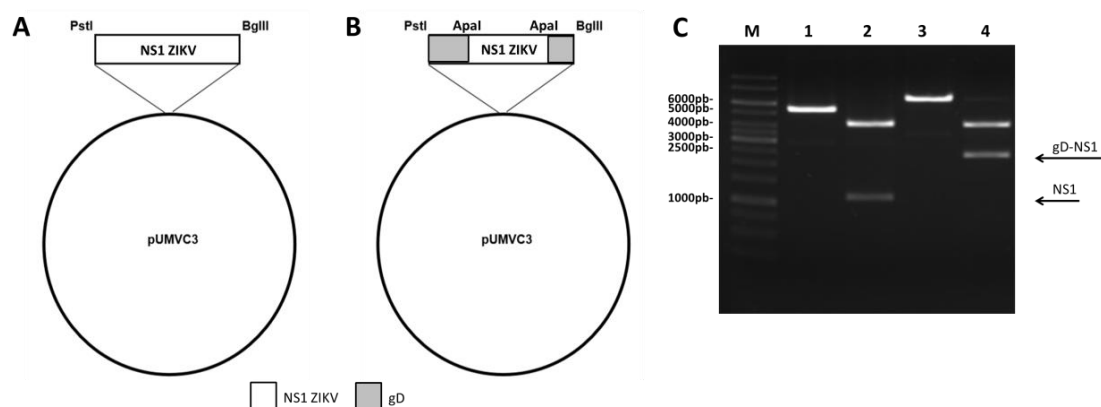 A
PstI
BglII
NS1 ZIKV
pUMVC3
B
PstI
ApaI
ApaI
BglII
NS1 ZIKV
pUMVC3
NS1 ZIKV
gD
C
M 1 2 3 4
6000pb-
5000pb-
4000pb-
3000pb-
2500pb-
1000pb-
gD-NS1
NS1